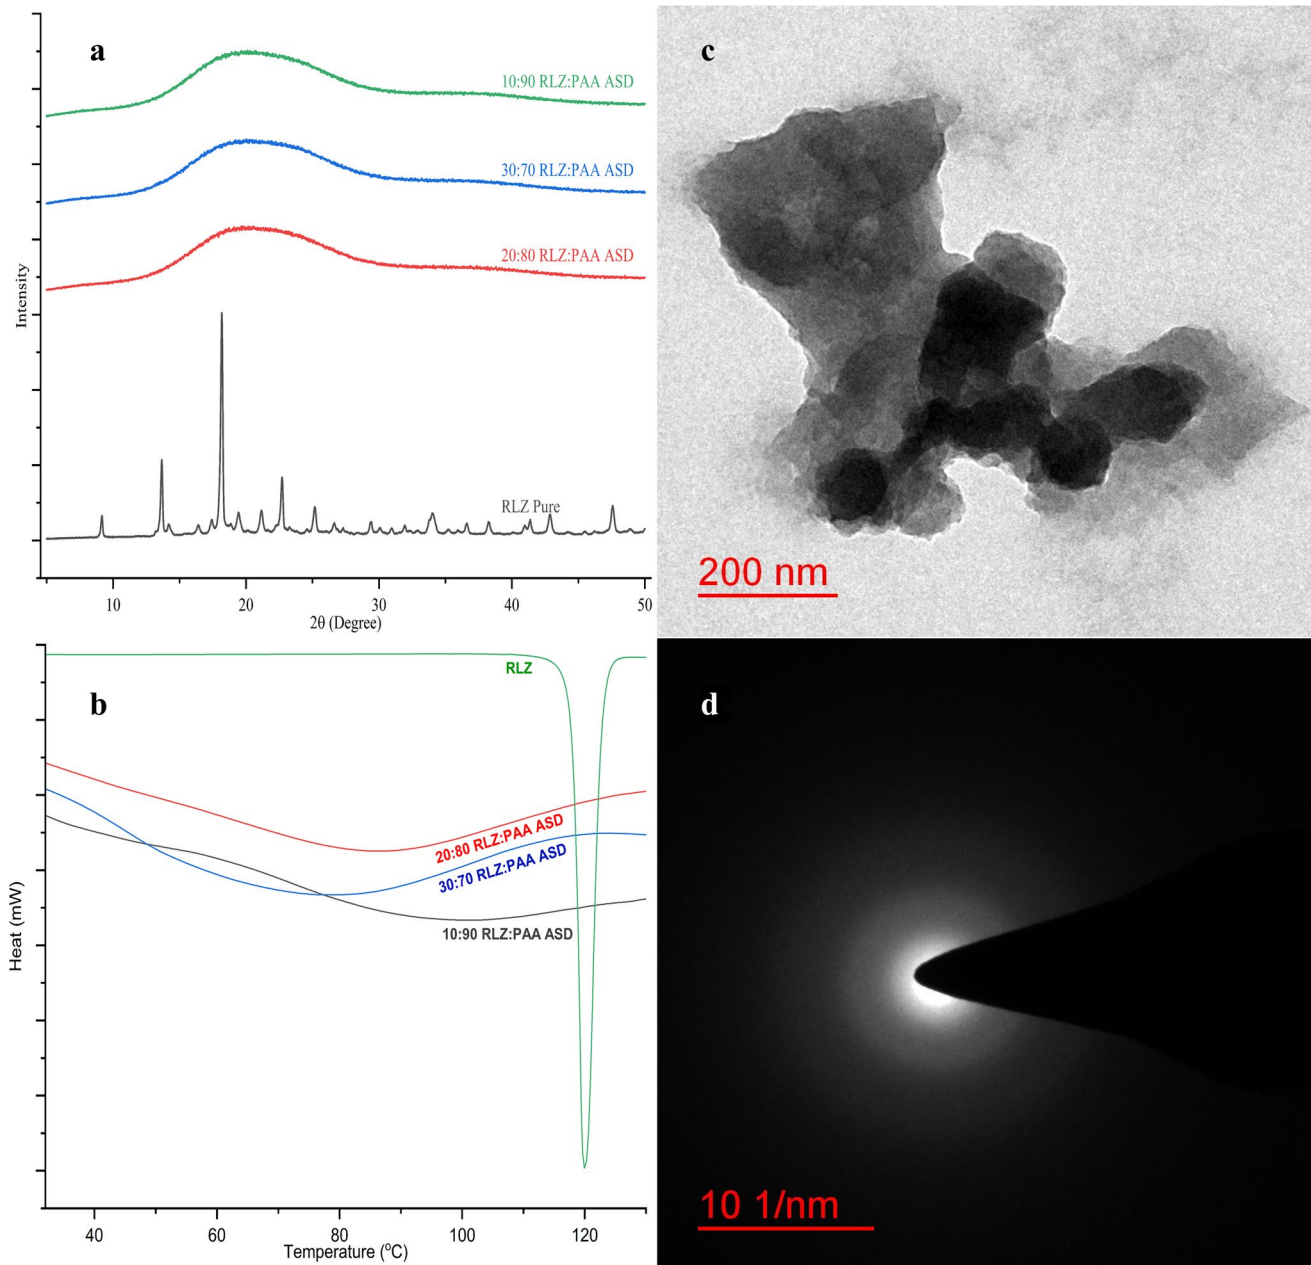 a
10:90 RLZ:PAA ASD
30:70 RLZ:PAA ASD
20:80 RLZ:PAA ASD
RLZ Pure
Intensity
10 20 30 40 50
2θ (Degree)
c
200 nm
b
RLZ
20:80 RLZ:PAA ASD
30:70 RLZ:PAA ASD
10:90 RLZ:PAA ASD
Heat (mW)
40 60 80 100 120
Temperature (°C)
d
10 1/nm